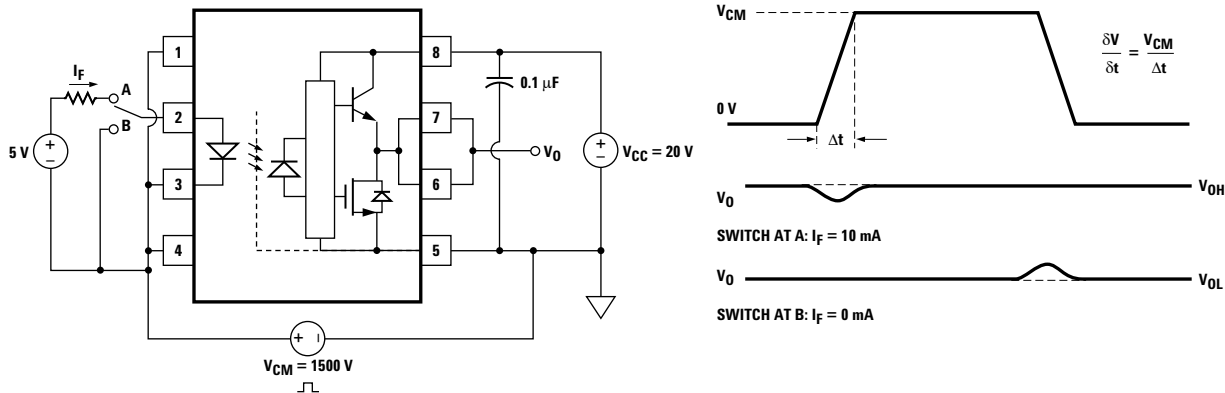 I_F
A
B
5 V
+
–
1
2
3
4
8
7
6
5
0.1 μF
V_O
+
–
V_CC = 20 V
+ –
V_CM = 1500 V
V_CM
0 V
Δt
δV/δt = V_CM/Δt
V_O V_OH
SWITCH AT A: I_F = 10 mA
V_O V_OL
SWITCH AT B: I_F = 0 mA